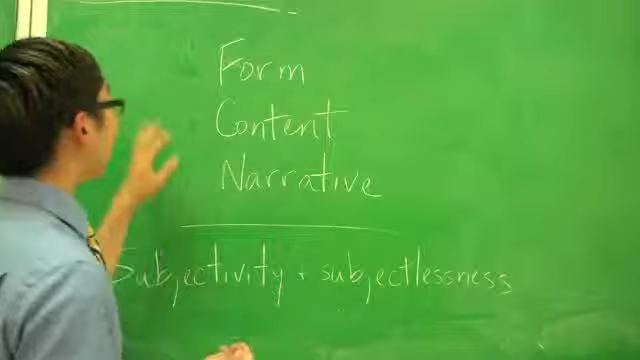 Form
Content
Narrative
Subjectivity + subjectlessness